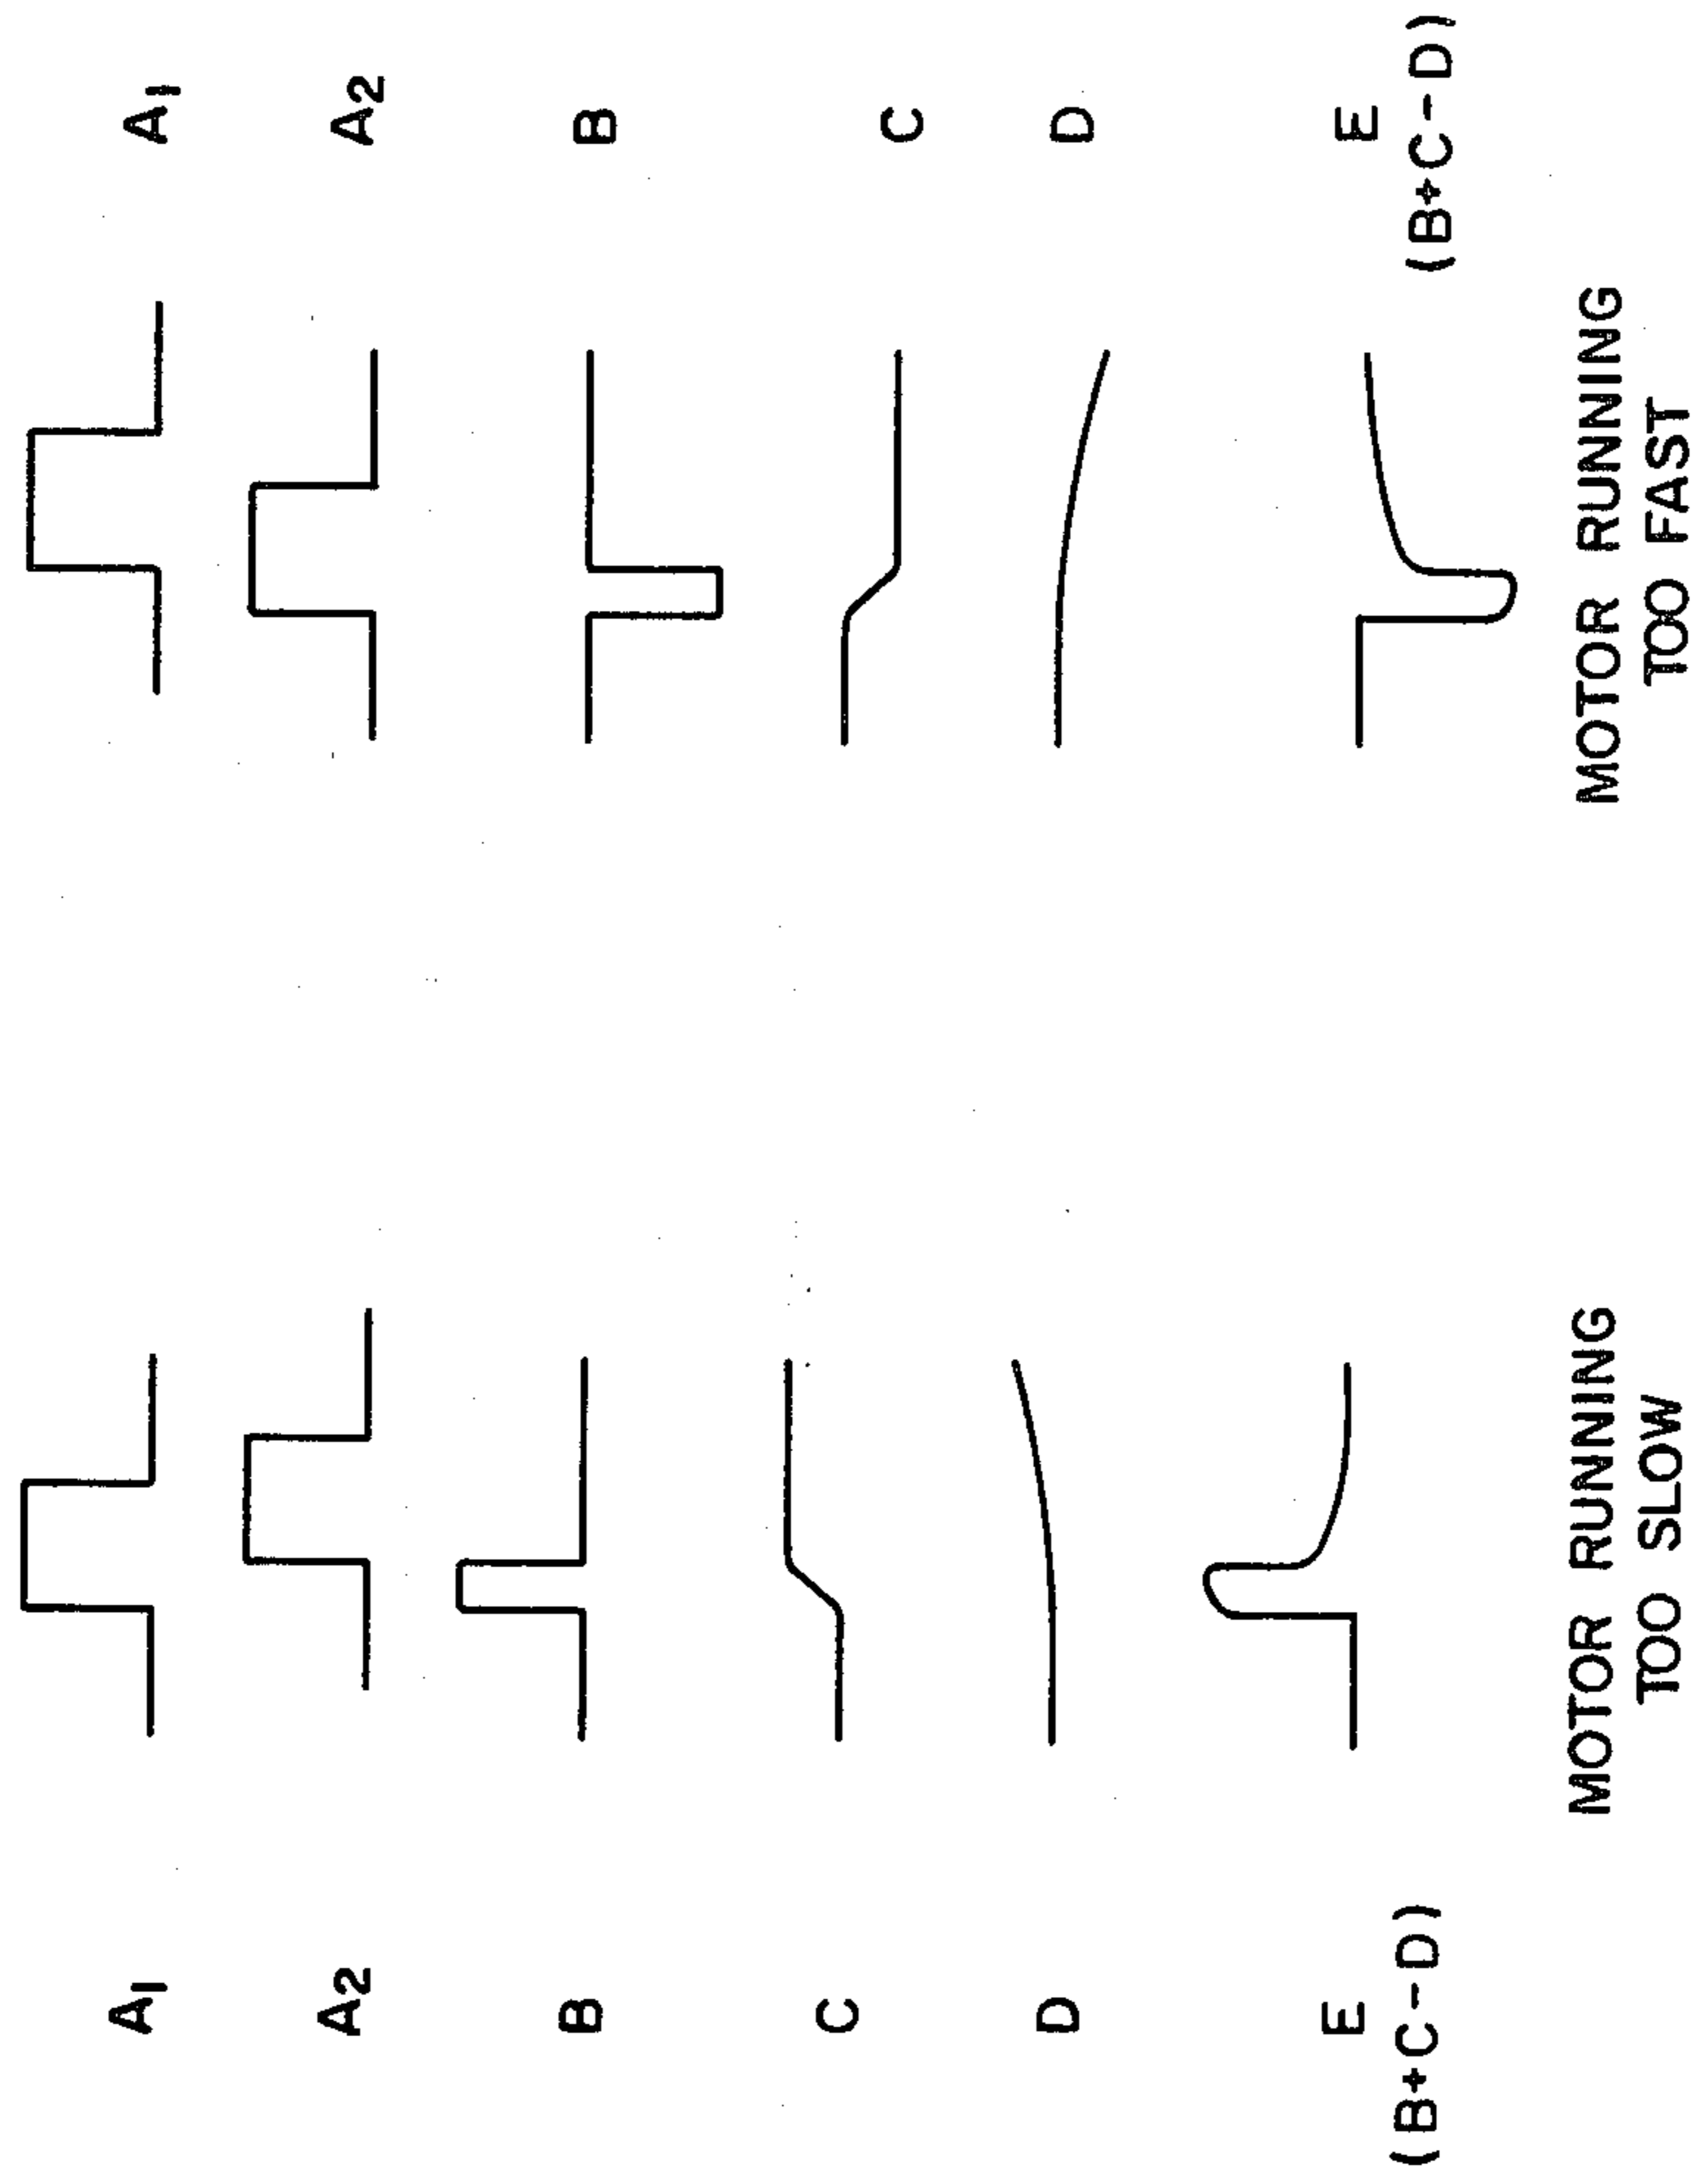 A1
A2
B
C
D
E
(B+C-D)
MOTOR RUNNING
TOO SLOW
A1
A2
B
C
D
E
(B+C-D)
MOTOR RUNNING
TOO FAST